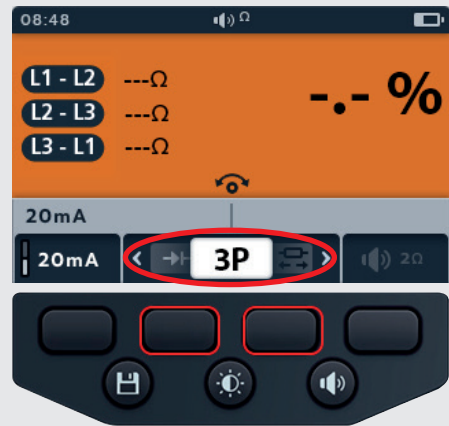 08:48 Ω
L1 - L2 ---Ω
-.- %
L2 - L3 ---Ω
L3 - L1 ---Ω
20mA
20mA < 3P > 2Ω